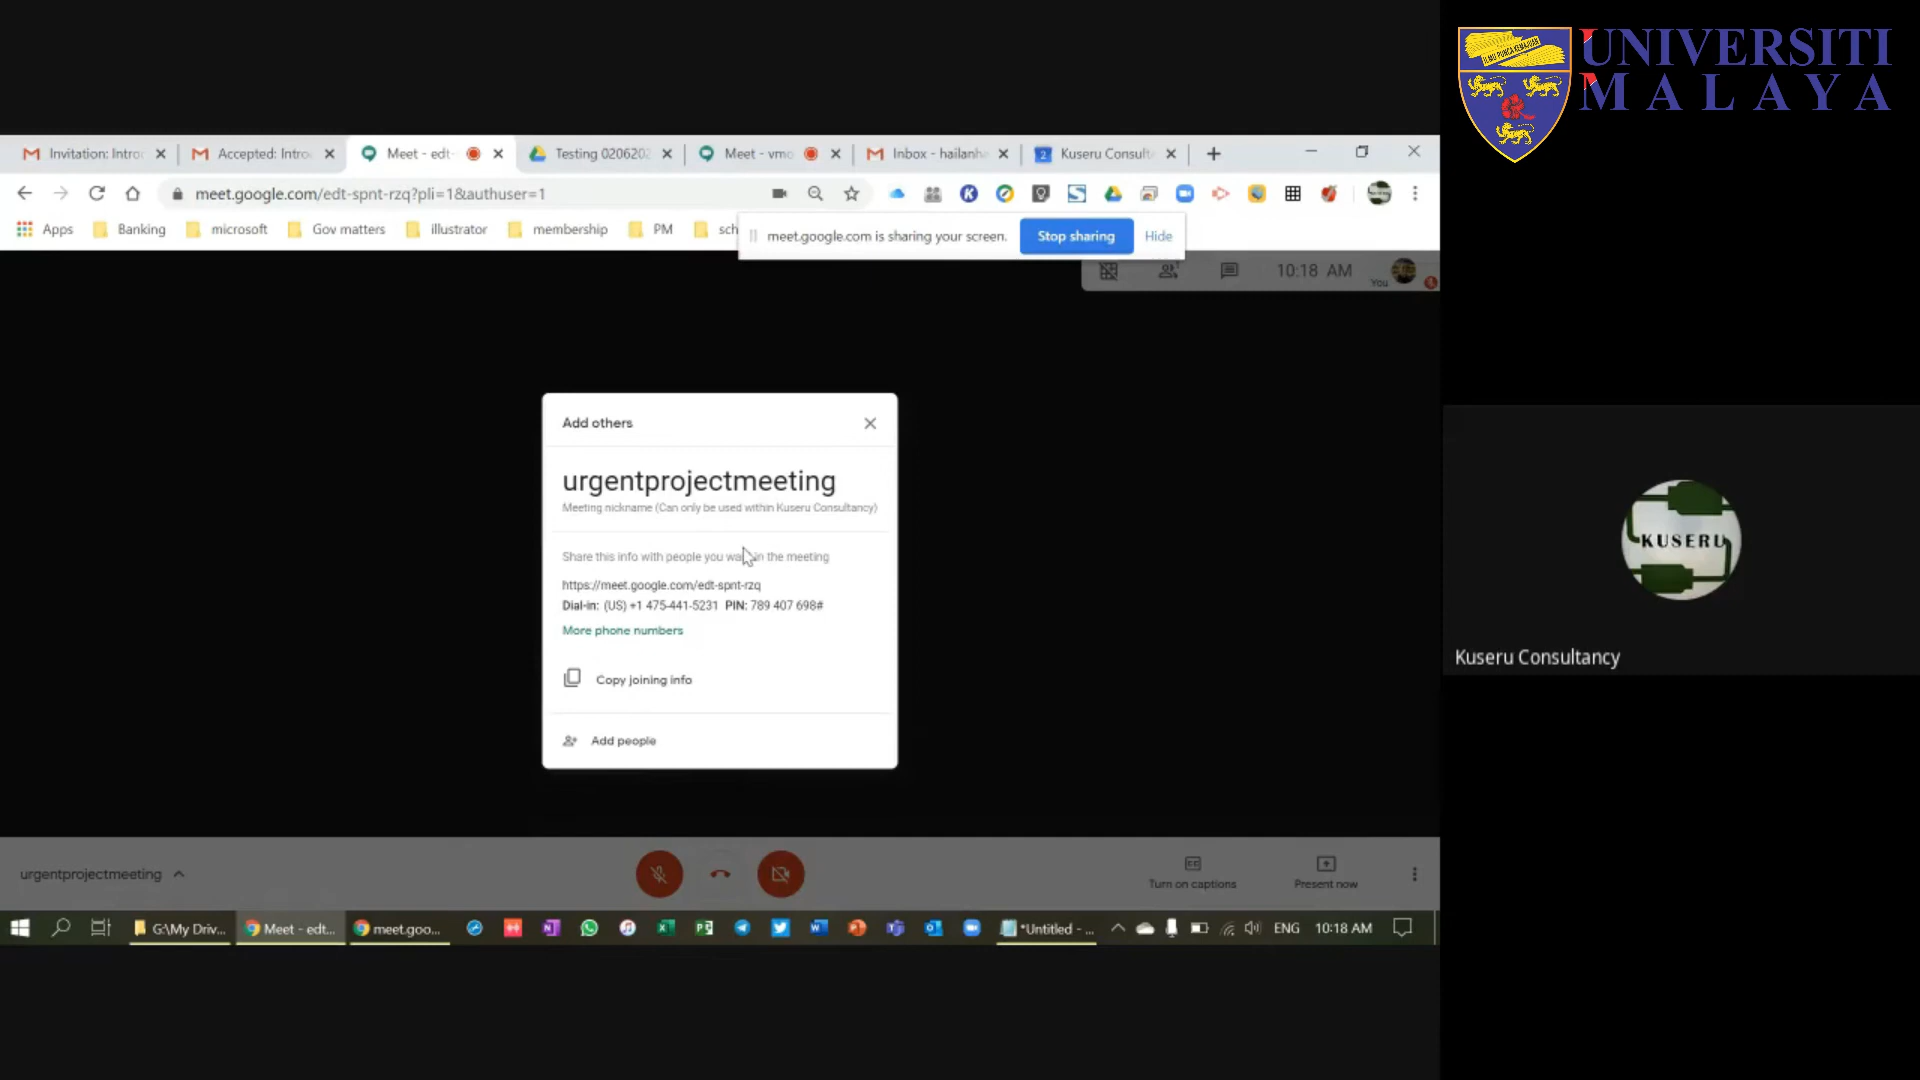 UNIVERSITI
MALAYA
ILMU PUNCA KEMAJUAN
Invitation: Intro
Accepted: Intro
Meet - edt-
Testing 0206202
Meet - vmo
Inbox - hailanh
2 Kuseru Consult
meet.google.com/edt-spnt-rzq?pli=1&authuser=1
Apps
Banking
microsoft
Gov matters
illustrator
membership
PM
sch
meet.google.com is sharing your screen.
Stop sharing
Hide
10:18 AM
You
Add others
urgentprojectmeeting
Meeting nickname (Can only be used within Kuseru Consultancy)
Share this info with people you wa in the meeting
https://meet.google.com/edt-spnt-rzq
Dial-in: (US) +1 475-441-5231 PIN: 789 407 698#
More phone numbers
Copy joining info
Add people
KUSERU
Kuseru Consultancy
urgentprojectmeeting
Turn on captions
Present now
G:\My Driv...
Meet - edt...
meet.goo...
*Untitled - ...
ENG
10:18 AM